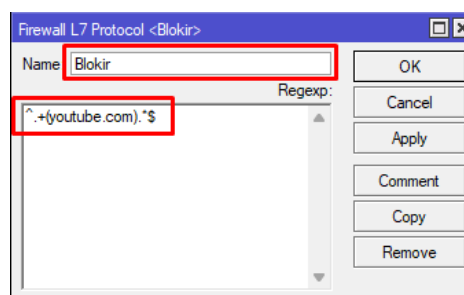 Firewall L7 Protocol <Blokir>
Name: Blokir
Regexp:
^.+(youtube.com).*$
OK
Cancel
Apply
Comment
Copy
Remove